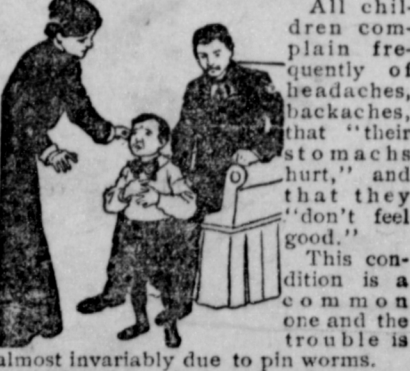 All chil-
dren com-
plain fre-
quently of
headaches,
backaches,
that "their
stomachs
hurt," and
that they
"don't feel
good."
This con-
dition is a
common
one and the
trouble is
almost invariably due to pin worms.